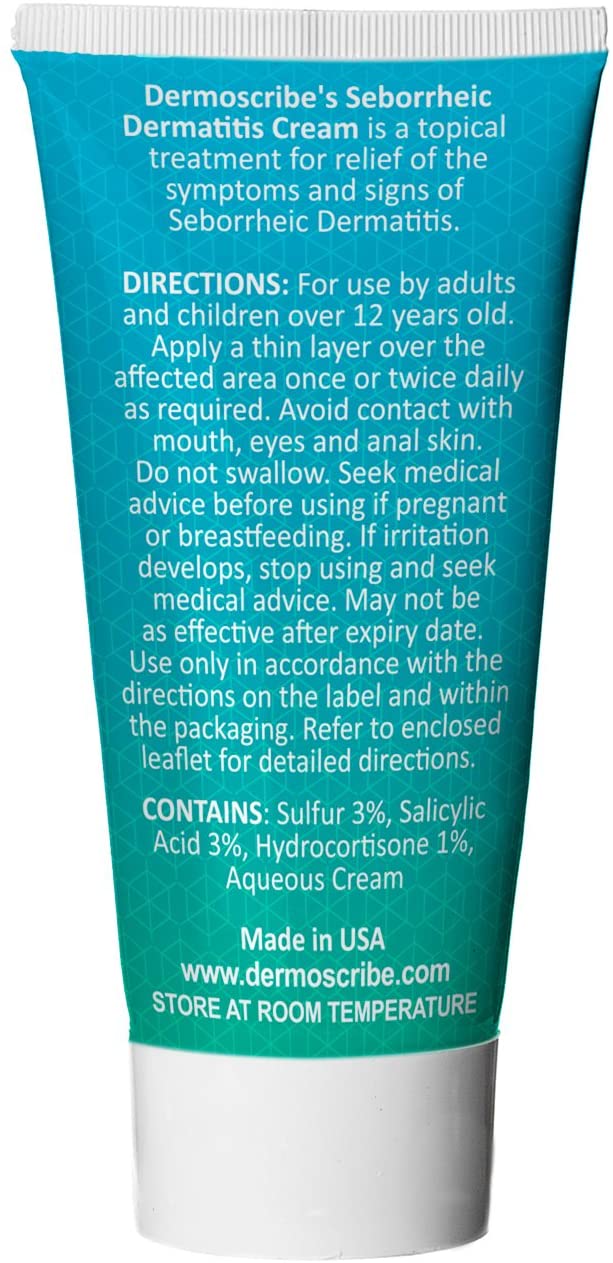 Dermoscribe's Seborrheic
Dermatitis Cream is a topical
treatment for relief of the
symptoms and signs of
Seborrheic Dermatitis.
DIRECTIONS: For use by adults
and children over 12 years old.
Apply a thin layer over the
affected area once or twice daily
as required. Avoid contact with
mouth, eyes and anal skin.
Do not swallow. Seek medical
advice before using if pregnant
or breastfeeding. If irritation
develops, stop using and seek
medical advice. May not be
as effective after expiry date.
Use only in accordance with the
directions on the label and within
the packaging. Refer to enclosed
leaflet for detailed directions.
CONTAINS: Sulfur 3%, Salicylic
Acid 3%, Hydrocortisone 1%,
Aqueous Cream
Made in USA
www.dermoscribe.com
STORE AT ROOM TEMPERATURE